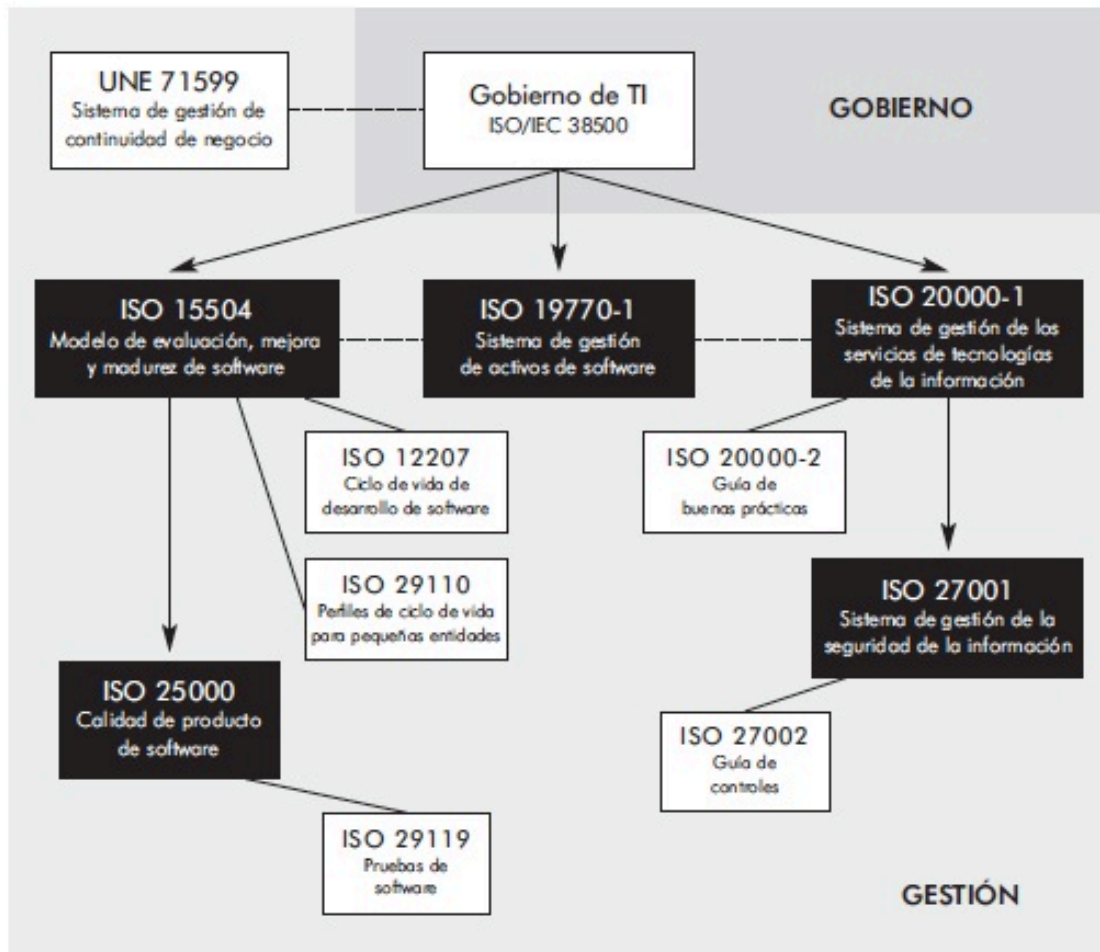 UNE 71599
Sistema de gestión de
continuidad de negocio
Gobierno de TI
ISO/IEC 38500
GOBIERNO
ISO 15504
Modelo de evaluación, mejora
y madurez de software
ISO 19770-1
Sistema de gestión
de activos de software
ISO 20000-1
Sistema de gestión de los
servicios de tecnologías
de la información
ISO 12207
Ciclo de vida de
desarrollo de software
ISO 20000-2
Guía de
buenas prácticas
ISO 29110
Perfiles de ciclo de vida
para pequeñas entidades
ISO 27001
Sistema de gestión de la
seguridad de la información
ISO 25000
Calidad de producto
de software
ISO 27002
Guía de
controles
ISO 29119
Pruebas de
software
GESTIÓN